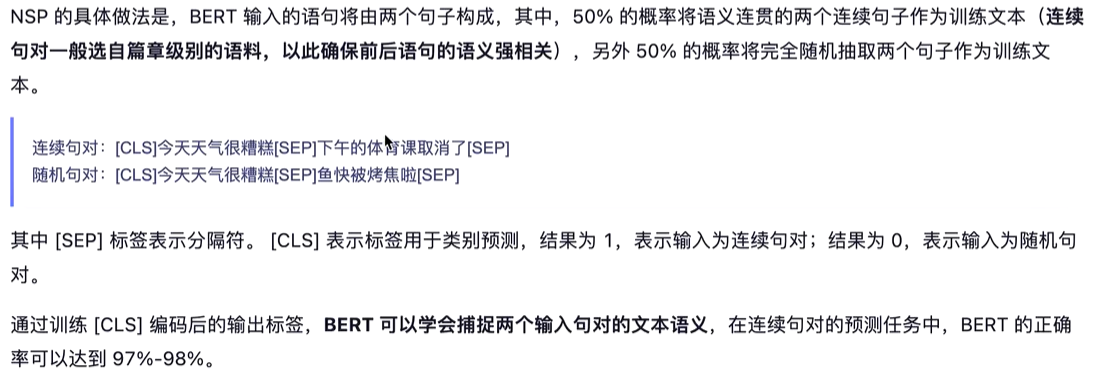 NSP 的具体做法是，BERT 输入的语句将由两个句子构成，其中，50% 的概率将语义连贯的两个连续句子作为训练文本（连续
句对一般选自篇章级别的语料，以此确保前后语句的语义强相关），另外 50% 的概率将完全随机抽取两个句子作为训练文
本。
连续句对：[CLS]今天天气很糟糕[SEP]下午的体育课取消了[SEP]
随机句对：[CLS]今天天气很糟糕[SEP]鱼快被烤焦啦[SEP]
其中 [SEP] 标签表示分隔符。 [CLS] 表示标签用于类别预测，结果为 1，表示输入为连续句对；结果为 0，表示输入为随机句
对。
通过训练 [CLS] 编码后的输出标签，BERT 可以学会捕捉两个输入句对的文本语义，在连续句对的预测任务中，BERT 的正确
率可以达到 97%-98%。